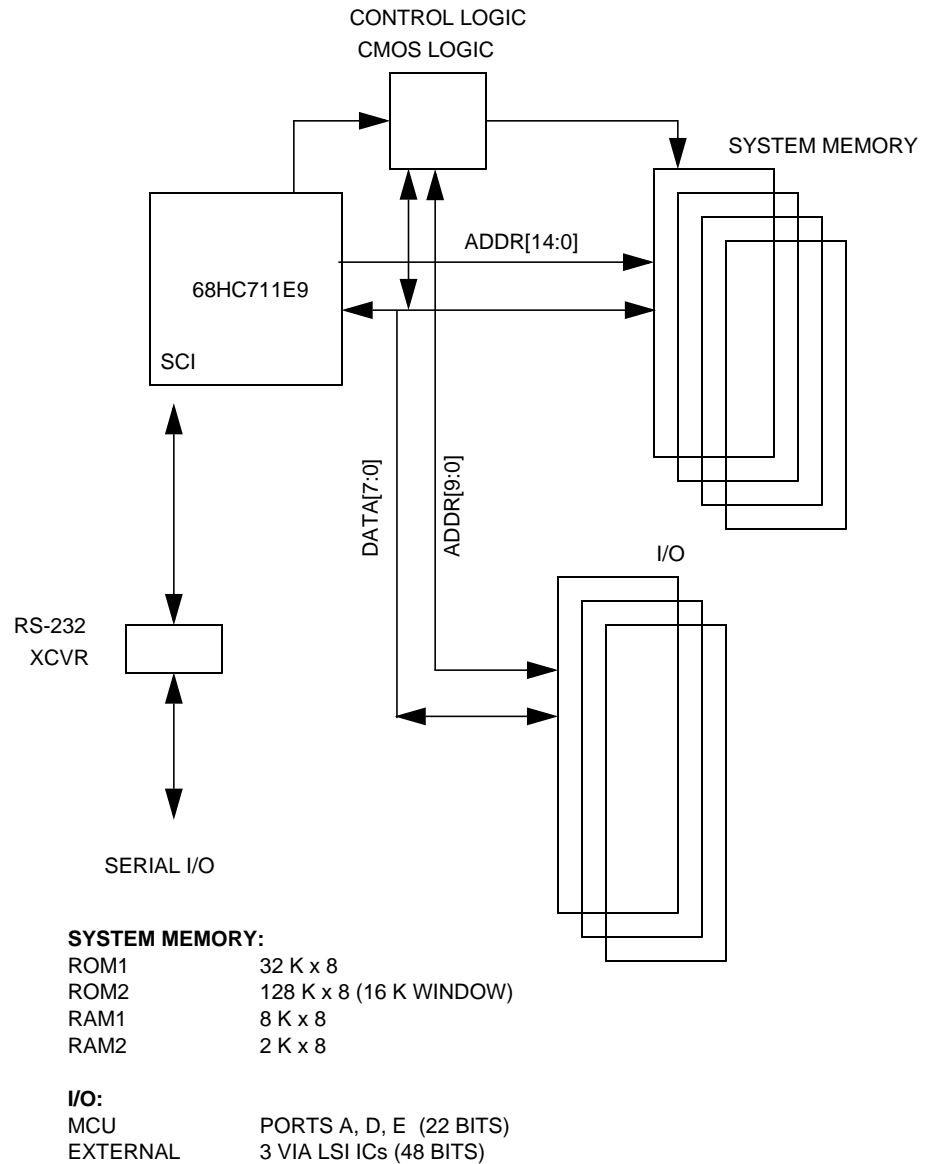 CONTROL LOGIC
CMOS LOGIC
SYSTEM MEMORY
ADDR[14:0]
68HC711E9
SCI
DATA[7:0]
ADDR[9:0]
I/O
RS-232
XCVR
SERIAL I/O
SYSTEM MEMORY:
ROM1 32 K x 8
ROM2 128 K x 8 (16 K WINDOW)
RAM1 8 K x 8
RAM2 2 K x 8
I/O:
MCU PORTS A, D, E (22 BITS)
EXTERNAL 3 VIA LSI ICs (48 BITS)